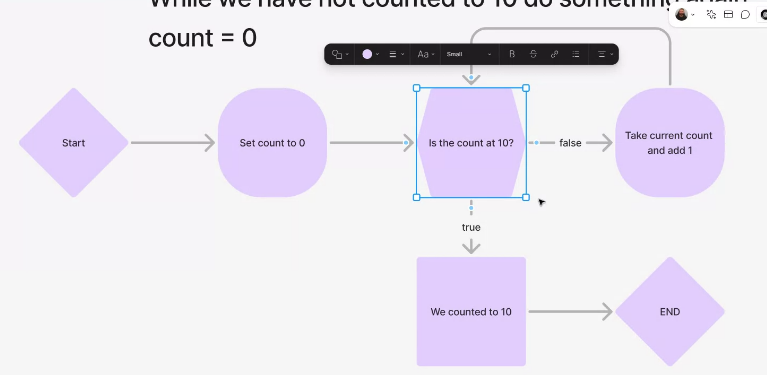 While we have not counted to 10 do something again
count = 0
Aa
Small
B
S
Start
Set count to 0
Is the count at 10?
false
Take current count
and add 1
true
We counted to 10
END